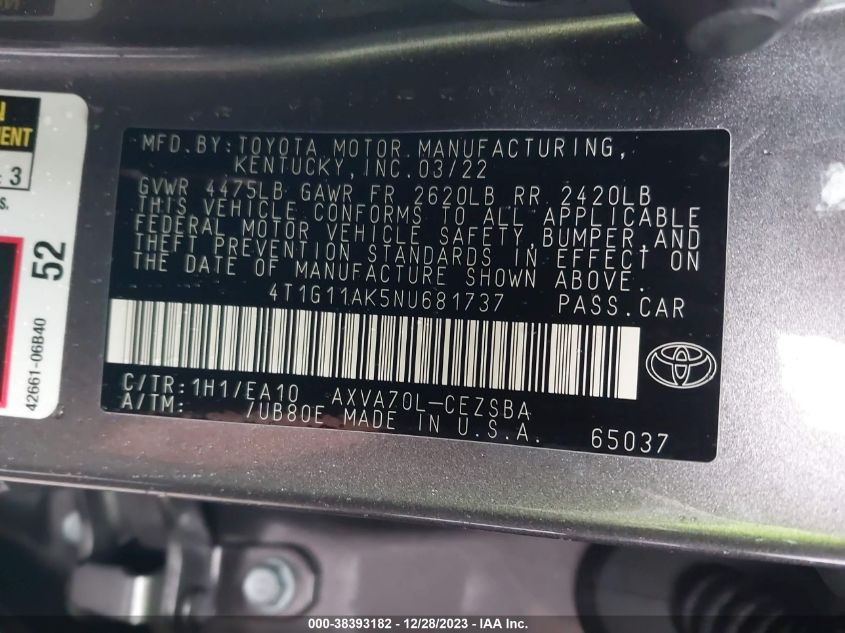 N
MENT
: 3
s.
52
42661-06B40
MFD.BY:TOYOTA MOTOR MANUFACTURING,
KENTUCKY,INC.03/22
GVWR 4475LB GAWR FR 2620LB RR 2420LB
THIS VEHICLE CONFORMS TO ALL APPLICABLE
FEDERAL MOTOR VEHICLE SAFETY,BUMPER,AND
THEFT PREVENTION STANDARDS IN EFFECT ON
THE DATE OF MANUFACTURE SHOWN ABOVE.
4T1G11AK5NU681737 PASS.CAR
C/TR:1H1/EA10 AXVA70L-CEZSBA
A/TM: /UB80E MADE IN U.S.A. 65037
000-38393182 - 12/28/2023 - IAA Inc.